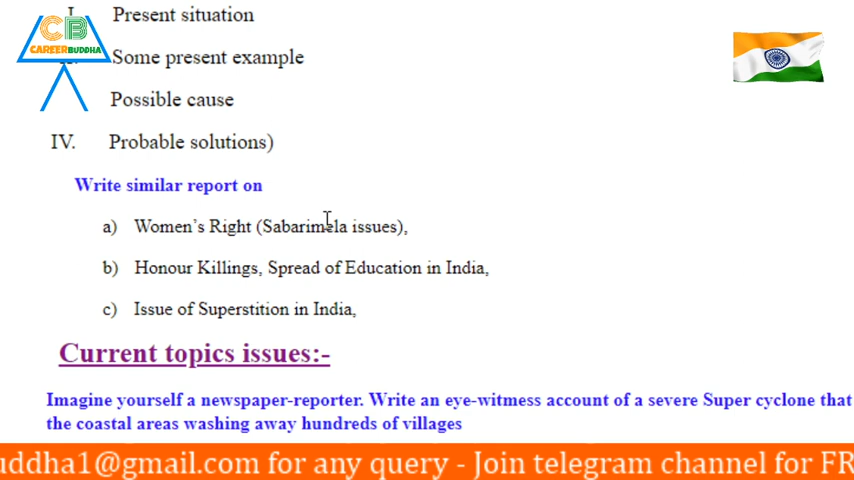 I. Present situation
CB
CAREERBUDDHA
Some present example
Possible cause
IV. Probable solutions)
Write similar report on
a) Women's Right (Sabarimela issues),
b) Honour Killings, Spread of Education in India,
c) Issue of Superstition in India,
Current topics issues:-
Imagine yourself a newspaper-reporter. Write an eye-witness account of a severe Super cyclone that
the coastal areas washing away hundreds of villages
uddha1@gmail.com for any query - Join telegram channel for FR